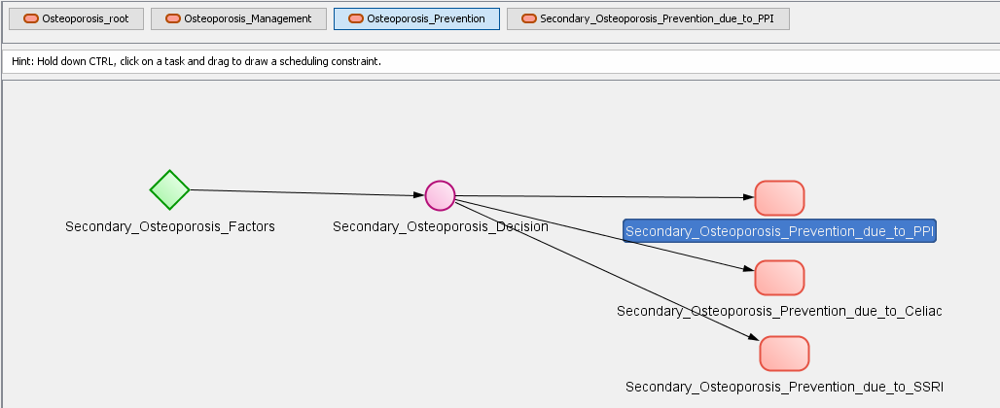 Osteoporosis_root
Osteoporosis_Management
Osteoporosis_Prevention
Secondary_Osteoporosis_Prevention_due_to_PPI
Hint: Hold down CTRL, click on a task and drag to draw a scheduling constraint.
Secondary_Osteoporosis_Factors
Secondary_Osteoporosis_Decision
Secondary_Osteoporosis_Prevention_due_to_PPI
Secondary_Osteoporosis_Prevention_due_to_Celiac
Secondary_Osteoporosis_Prevention_due_to_SSRI